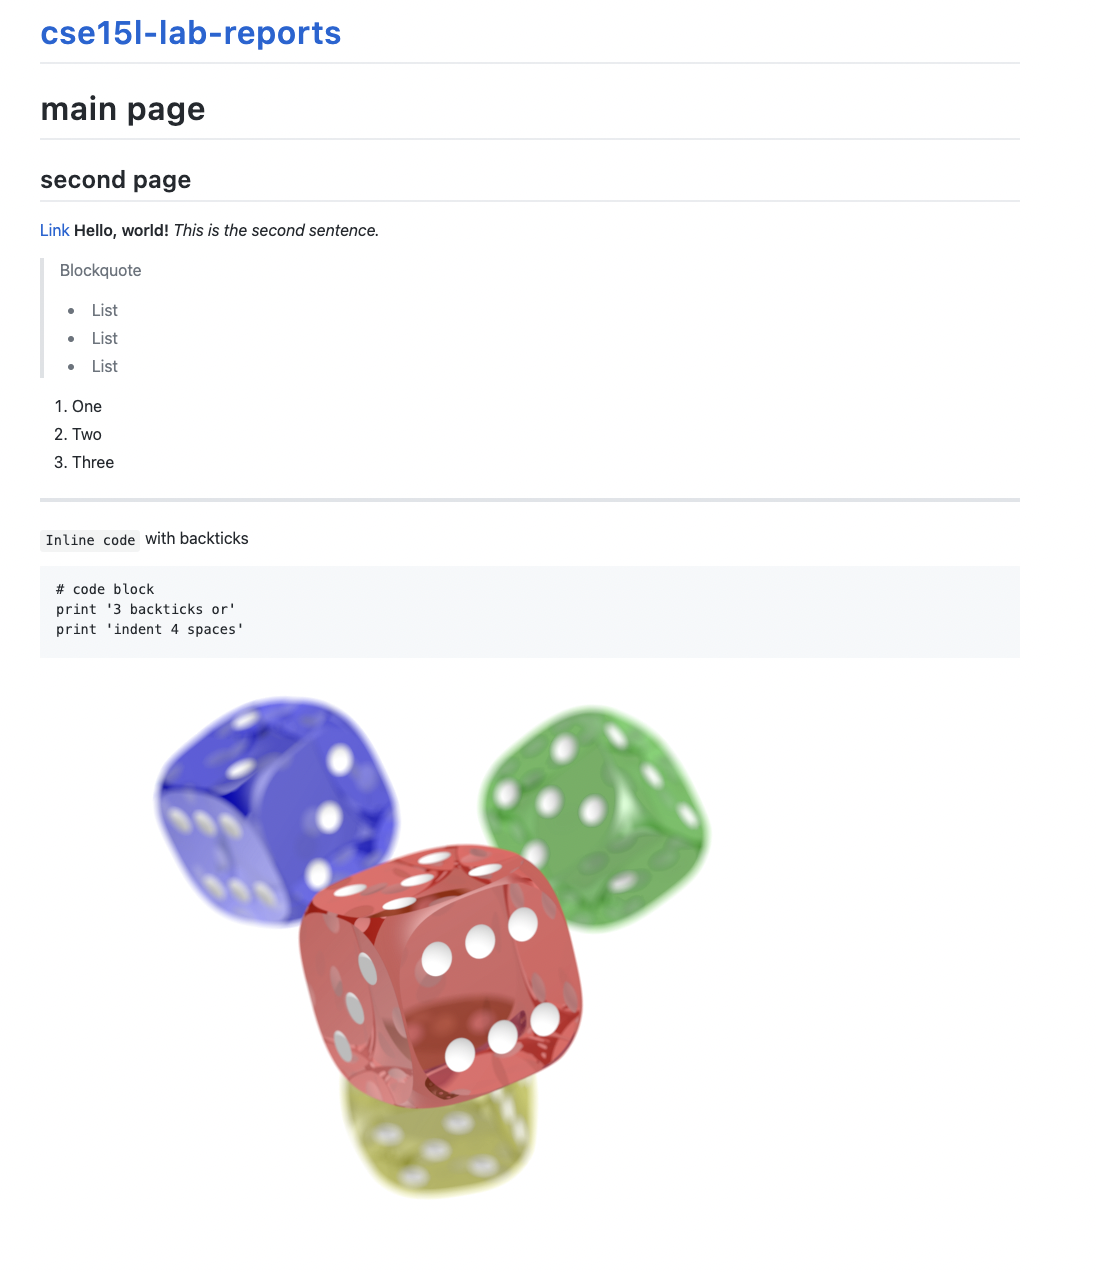 cse15l-lab-reports
main page
second page
Link Hello, world! This is the second sentence.
Blockquote
• List
• List
• List
1. One
2. Two
3. Three
Inline code with backticks
# code block
print '3 backticks or'
print 'indent 4 spaces'